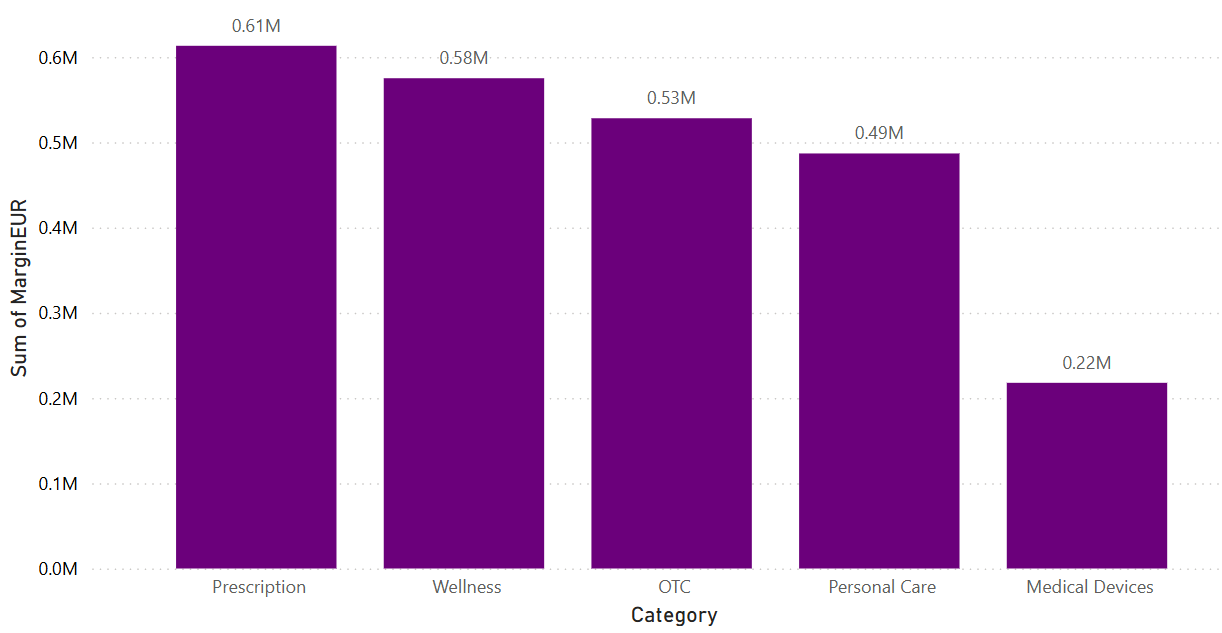 0.61M
0.58M
0.53M
0.49M
0.22M
0.6M
0.5M
0.4M
0.3M
0.2M
0.1M
0.0M
Sum of MarginEUR
Prescription
Wellness
OTC
Personal Care
Medical Devices
Category